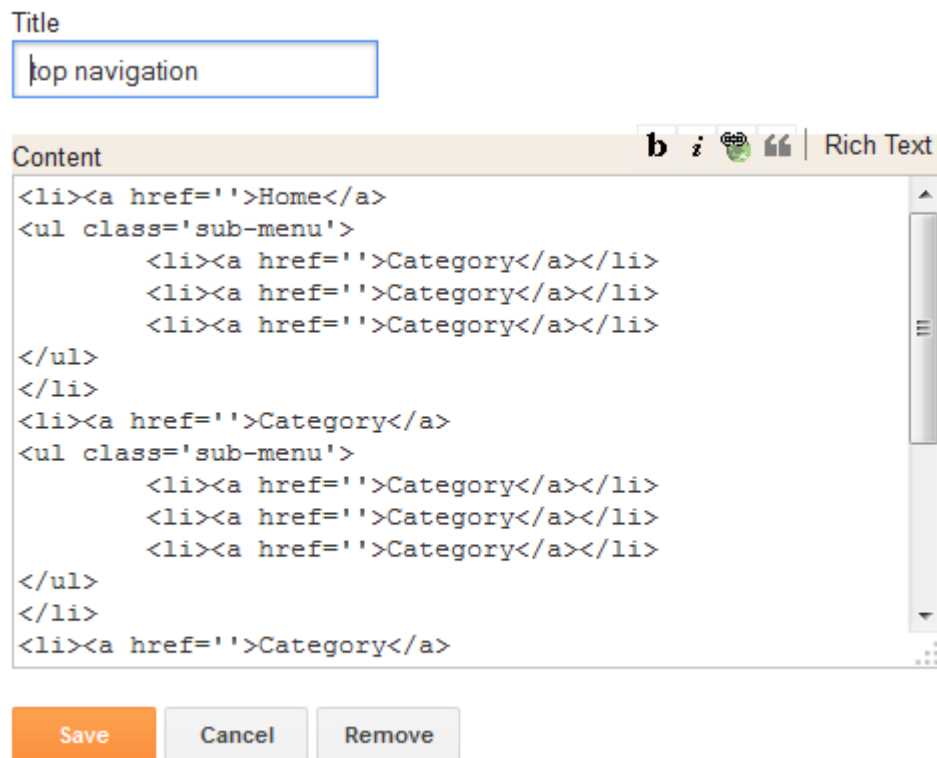 Title
top navigation
b i Rich Text
Content
<li><a href=''>Home</a>
<ul class='sub-menu'>
        <li><a href=''>Category</a></li>
        <li><a href=''>Category</a></li>
        <li><a href=''>Category</a></li>
</ul>
</li>
<li><a href=''>Category</a>
<ul class='sub-menu'>
        <li><a href=''>Category</a></li>
        <li><a href=''>Category</a></li>
        <li><a href=''>Category</a></li>
</ul>
</li>
<li><a href=''>Category</a>
Save Cancel Remove